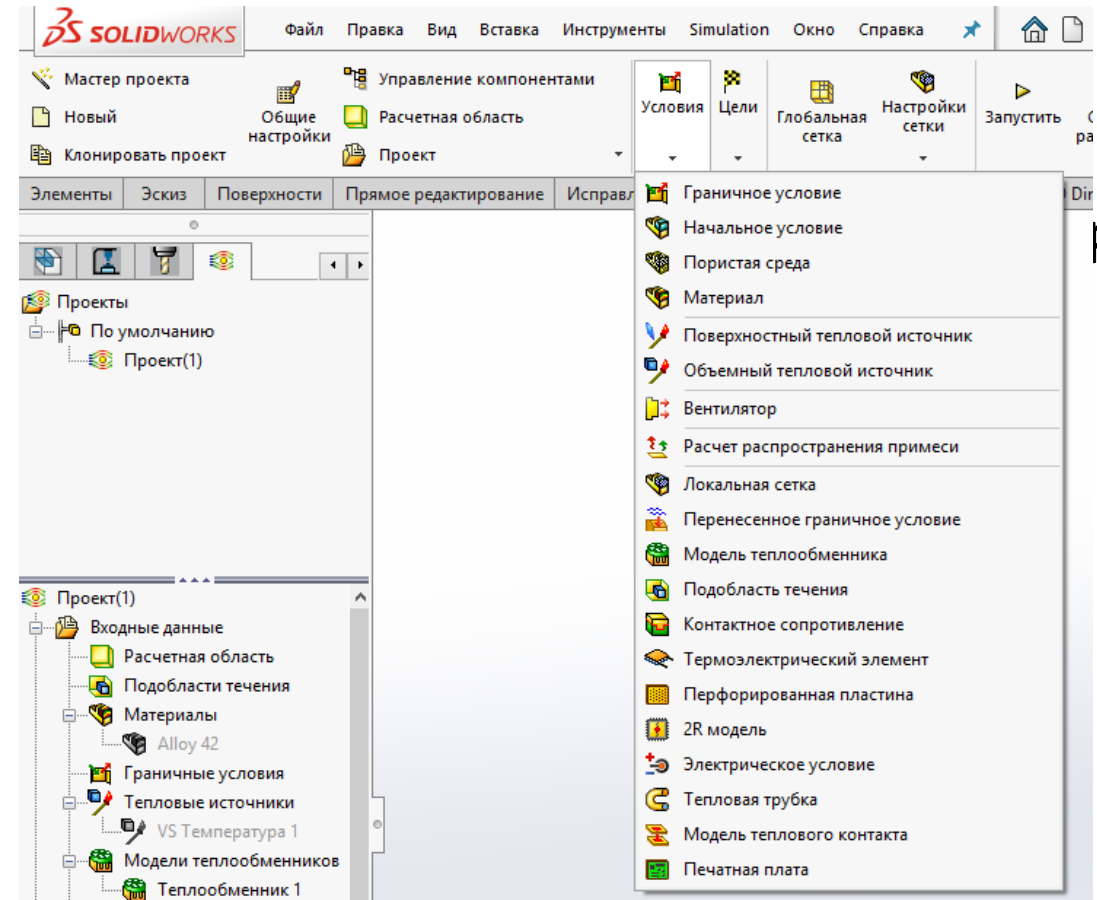 SOLIDWORKS Файл Правка Вид Вставка Инструменты Simulation Окно Справка
Мастер проекта
Новый
Клонировать проект
Общие
настройки
Управление компонентами
Расчетная область
Проект
Условия
Цели
Глобальная
сетка
Настройки
сетки
Запустить
Элементы Эскиз Поверхности Прямое редактирование
Граничное условие
Начальное условие
Пористая среда
Материал
Поверхностный тепловой источник
Объемный тепловой источник
Вентилятор
Расчет распространения примеси
Локальная сетка
Перенесенное граничное условие
Модель теплообменника
Подобласть течения
Контактное сопротивление
Термоэлектрический элемент
Перфорированная пластина
2R модель
Электрическое условие
Тепловая трубка
Модель теплового контакта
Печатная плата
Проекты
По умолчанию
Проект(1)
Проект(1)
Входные данные
Расчетная область
Подобласти течения
Материалы
Alloy 42
Граничные условия
Тепловые источники
VS Температура 1
Модели теплообменников
Теплообменник 1